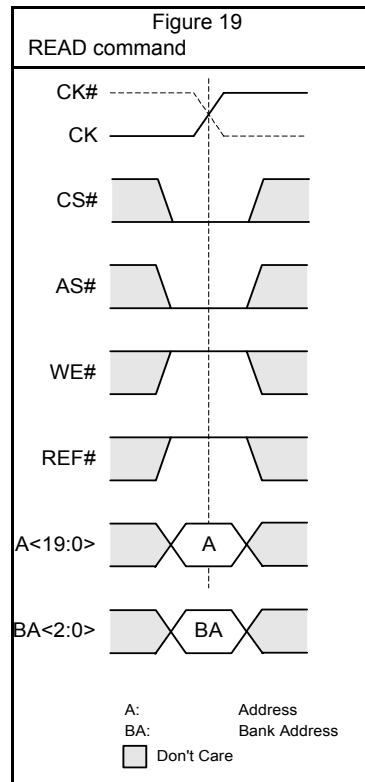 Figure 19
READ command
CK#
CK
CS#
AS#
WE#
REF#
A<19:0>
A
BA<2:0>
BA
A: Address
BA: Bank Address
Don't Care